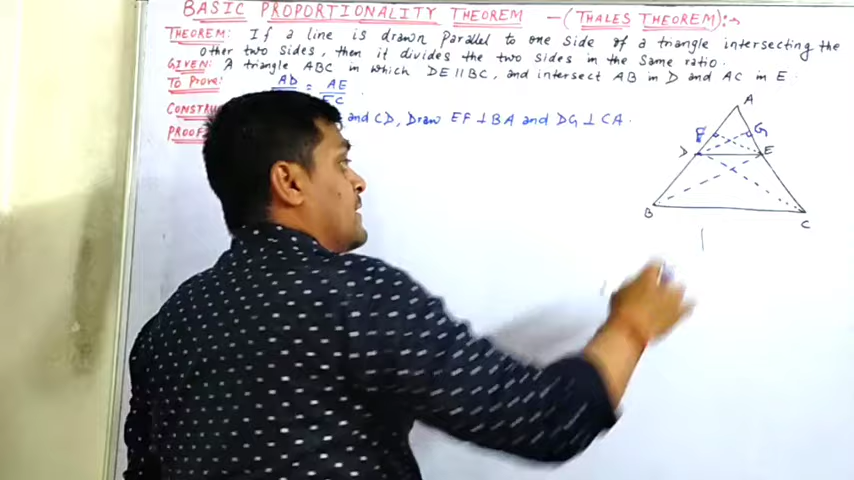 BASIC PROPORTIONALITY THEOREM - (THALES THEOREM):→
THEOREM: If a line is drawn parallel to one side of a triangle intersecting the
other two sides, then it divides the two sides in the same ratio.
GIVEN: A triangle ABC in which DE || BC, and intersect AB in D and AC in E.
TO PROVE: AD = AE
EC
CONSTRU and CD, Draw EF ⊥ BA and DG ⊥ CA.
PROOF
A
F G
D E
B C